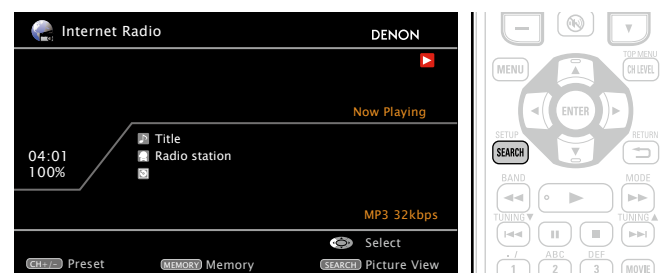 Internet Radio
DENON
Now Playing
Title
04:01
Radio station
100%
MP3 32kbps
Select
CH+/- Preset
MEMORY Memory
SEARCH Picture View
TOP MENU
MENU
CH LEVEL
ENTER
SETUP
RETURN
SEARCH
BAND
MODE
TUNING▼
TUNING▲
. /
ABC
DEF
1
2
3
MOVIE